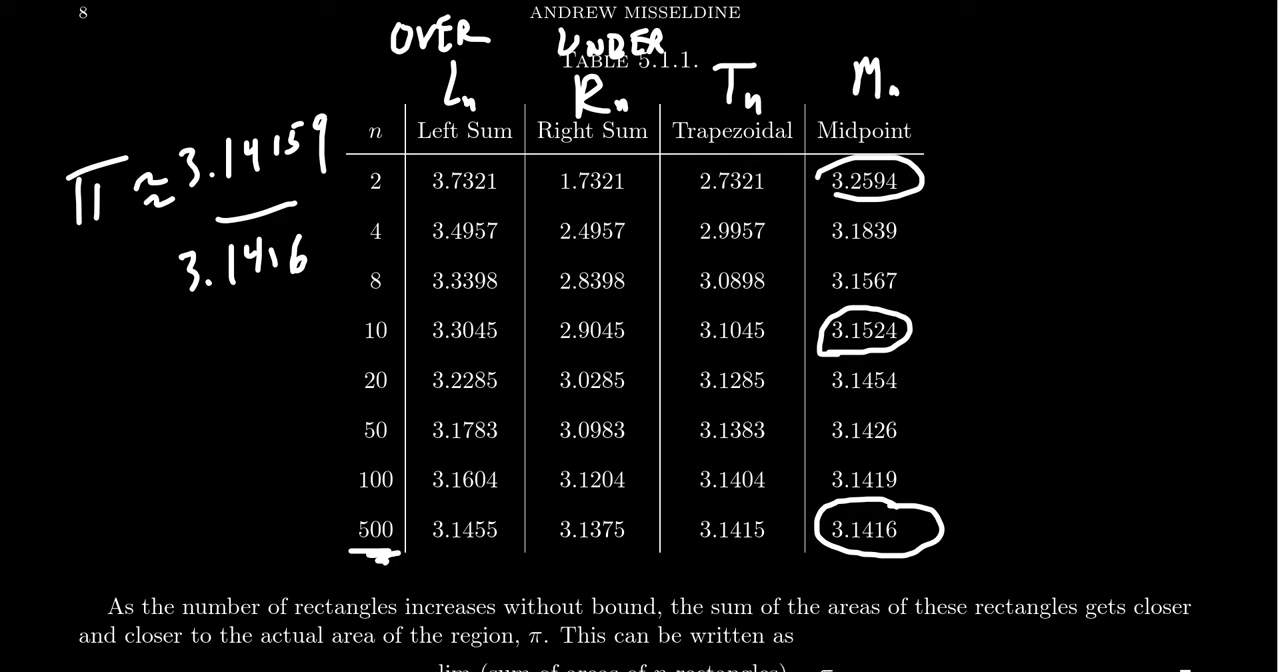 8 ANDREW MISSELDINE
OVER UNDER
TABLE 5.1.1.
Lₙ Rₙ Tₙ Mₙ
n Left Sum Right Sum Trapezoidal Midpoint
π ≈ 3.14159
3.1416
2 3.7321 1.7321 2.7321 3.2594
4 3.4957 2.4957 2.9957 3.1839
8 3.3398 2.8398 3.0898 3.1567
10 3.3045 2.9045 3.1045 3.1524
20 3.2285 3.0285 3.1285 3.1454
50 3.1783 3.0983 3.1383 3.1426
100 3.1604 3.1204 3.1404 3.1419
500 3.1455 3.1375 3.1415 3.1416
As the number of rectangles increases without bound, the sum of the areas of these rectangles gets closer
and closer to the actual area of the region, π. This can be written as
lim (sum of areas of n rectangles) = π